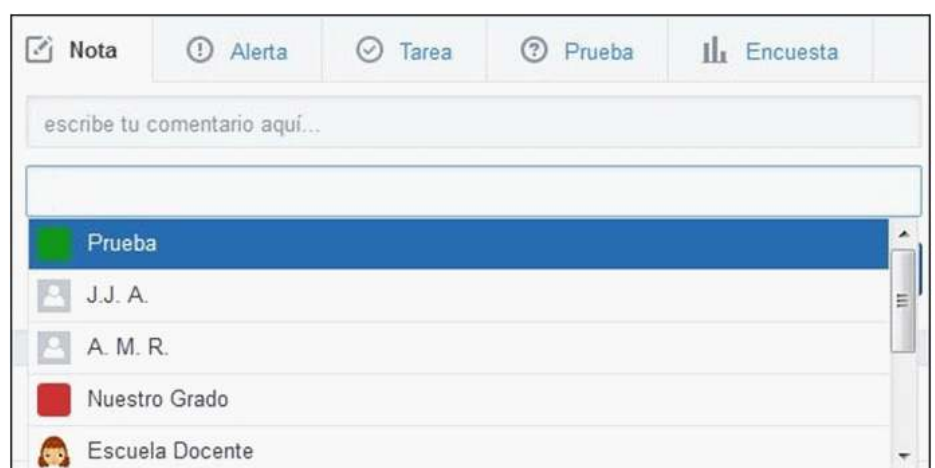 Nota Alerta Tarea Prueba Encuesta
escribe tu comentario aquí...
Prueba
J.J. A.
A. M. R.
Nuestro Grado
Escuela Docente